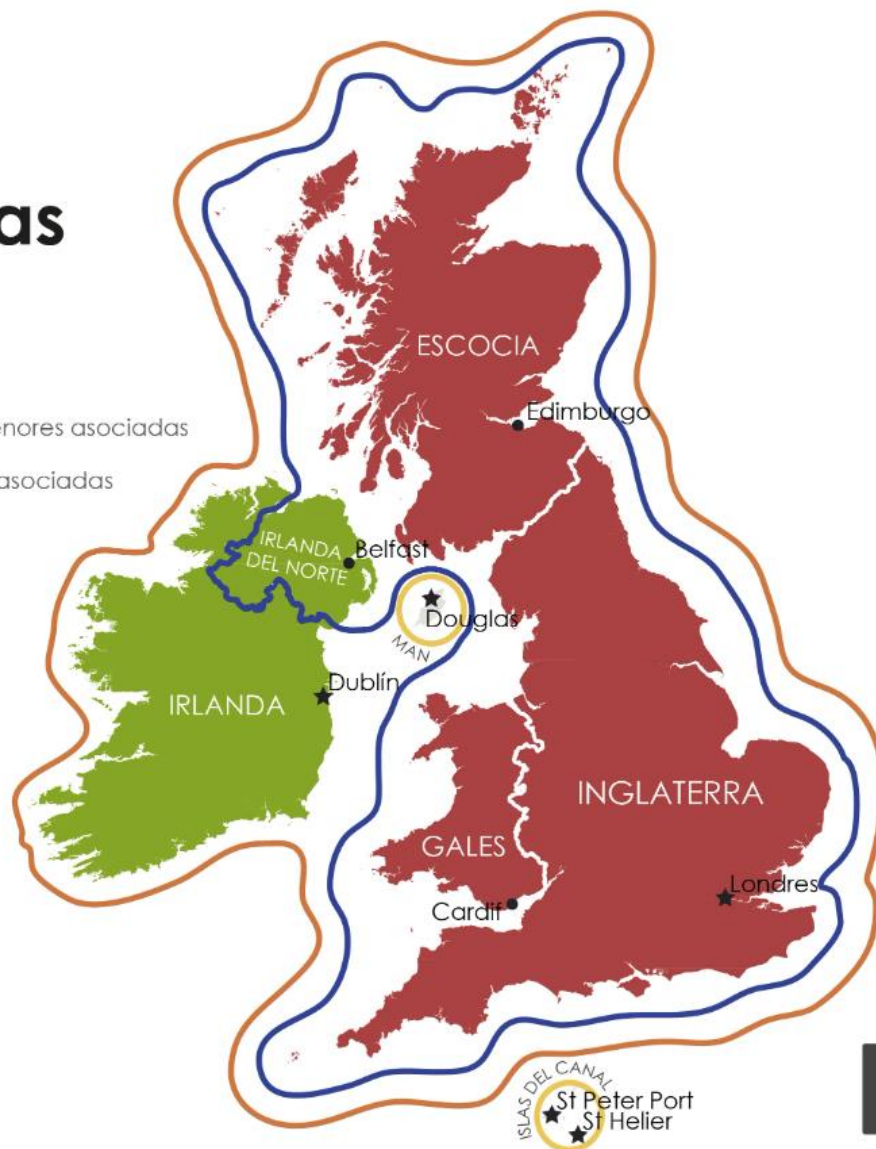 as
enores asociadas
asociadas
ESCOCIA
Edimburgo
IRLANDA
DEL NORTE
Belfast
Douglas
MAN
Dublín
IRLANDA
INGLATERRA
GALES
Londres
Cardif
ISLAS DEL CANAL
St Peter Port
St Helier